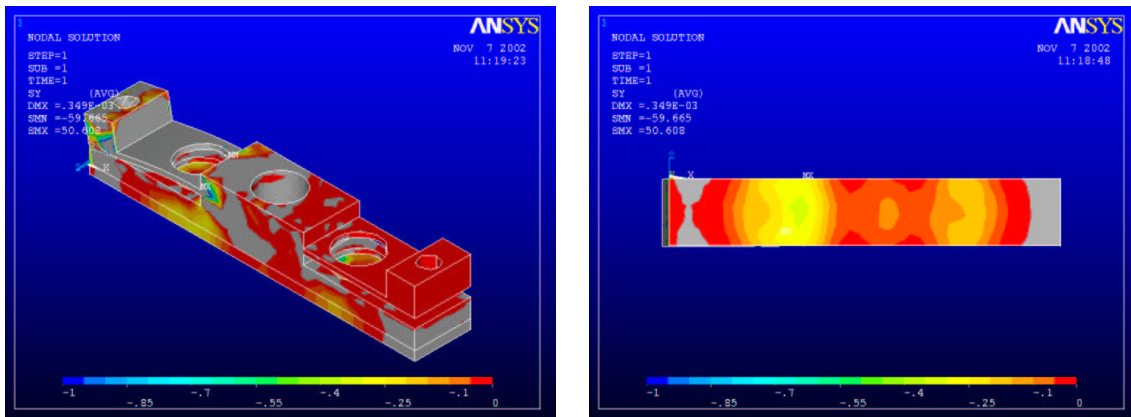 1
ANSYS
NODAL SOLUTION
NOV 7 2002
11:19:23
STEP=1
SUB =1
TIME=1
SY (AVG)
DMX =.349E-03
SMN =-59.665
SMX =50.608
MN
MX
Z X
-1 -.85 -.7 -.55 -.4 -.25 -.1 0
1
ANSYS
NODAL SOLUTION
NOV 7 2002
11:18:48
STEP=1
SUB =1
TIME=1
SY (AVG)
DMX =.349E-03
SMN =-59.665
SMX =50.608
Z
X
MX
MN
-1 -.85 -.7 -.55 -.4 -.25 -.1 0